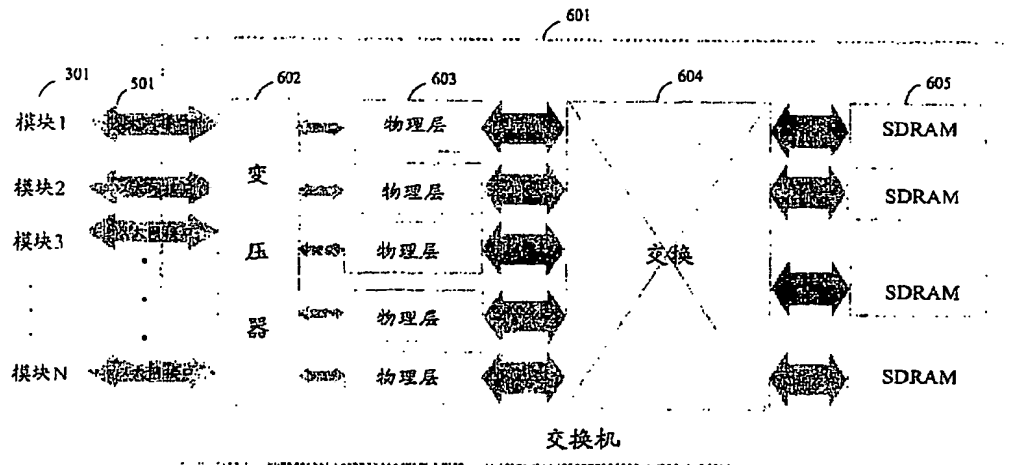 601
301
501
602
603
604
605
模块1
物理层
SDRAM
模块2
变
物理层
SDRAM
模块3
压
物理层
交换
SDRAM
器
物理层
模块N
物理层
SDRAM
交换机